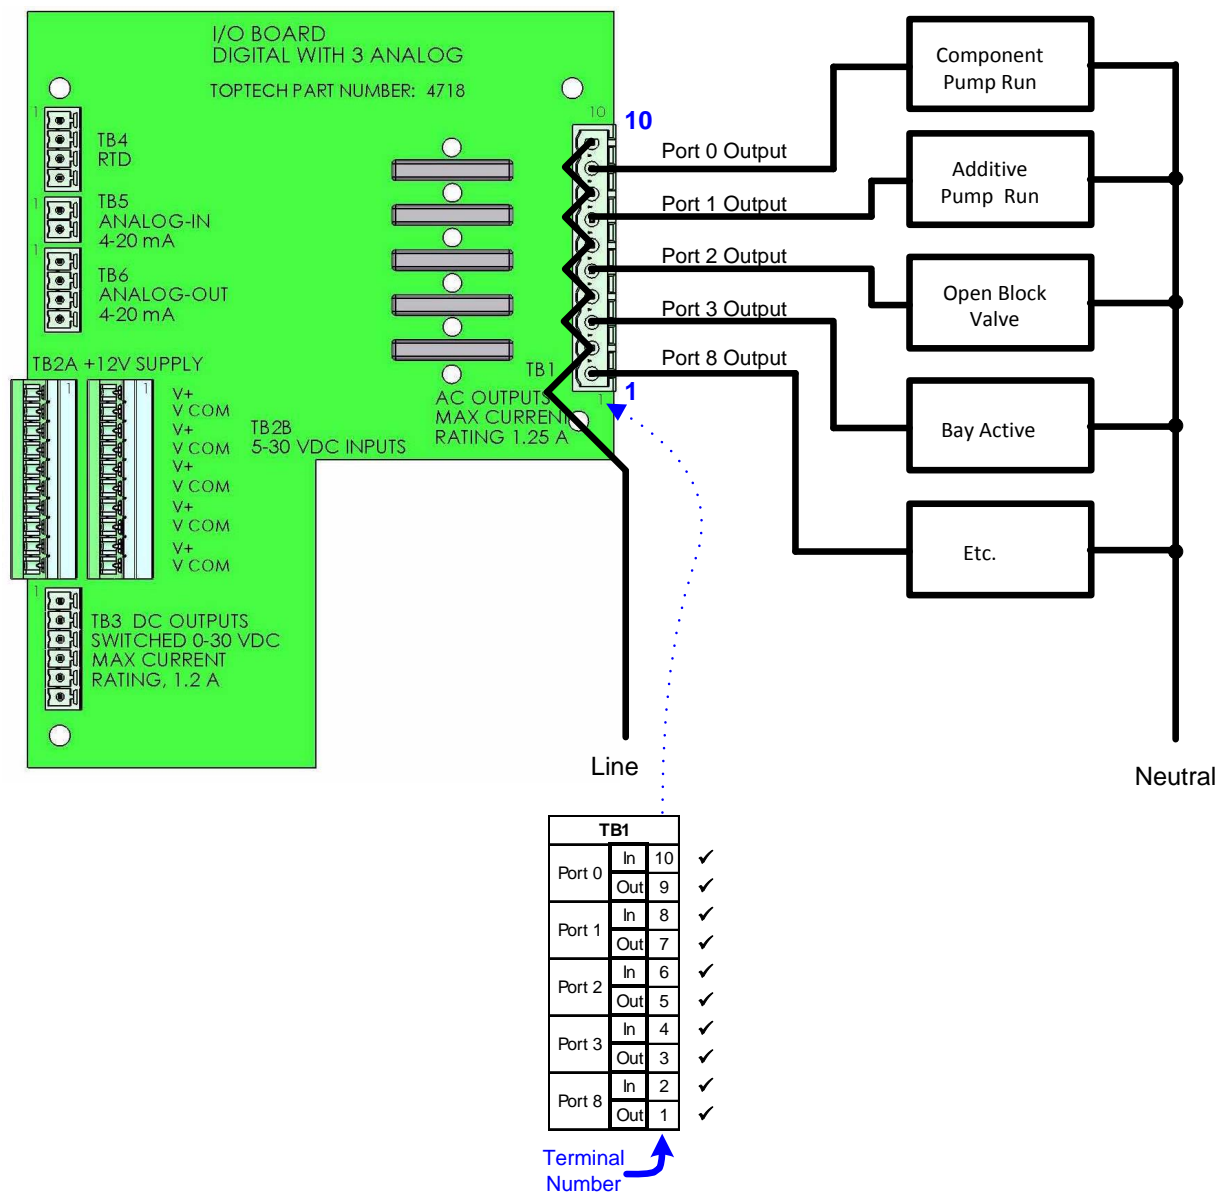 I/O BOARD
DIGITAL WITH 3 ANALOG
TOPTECH PART NUMBER: 4718
1
TB4
RTD
1
TB5
ANALOG-IN
4-20 mA
1
TB6
ANALOG-OUT
4-20 mA
TB2A +12V SUPPLY
1
1
V+
V COM
V+
V COM
V+
V COM
V+
V COM
V+
V COM
TB2B
5-30 VDC INPUTS
1
TB3 DC OUTPUTS
SWITCHED 0-30 VDC
MAX CURRENT
RATING, 1.2 A
10
10
TB1
1
1
AC OUTPUTS
MAX CURRENT
RATING 1.25 A
Port 0 Output
Port 1 Output
Port 2 Output
Port 3 Output
Port 8 Output
Component
Pump Run
Additive
Pump Run
Open Block
Valve
Bay Active
Etc.
Line
Neutral
TB1
Port 0 In 10 ✓
Out 9 ✓
Port 1 In 8 ✓
Out 7 ✓
Port 2 In 6 ✓
Out 5 ✓
Port 3 In 4 ✓
Out 3 ✓
Port 8 In 2 ✓
Out 1 ✓
Terminal
Number